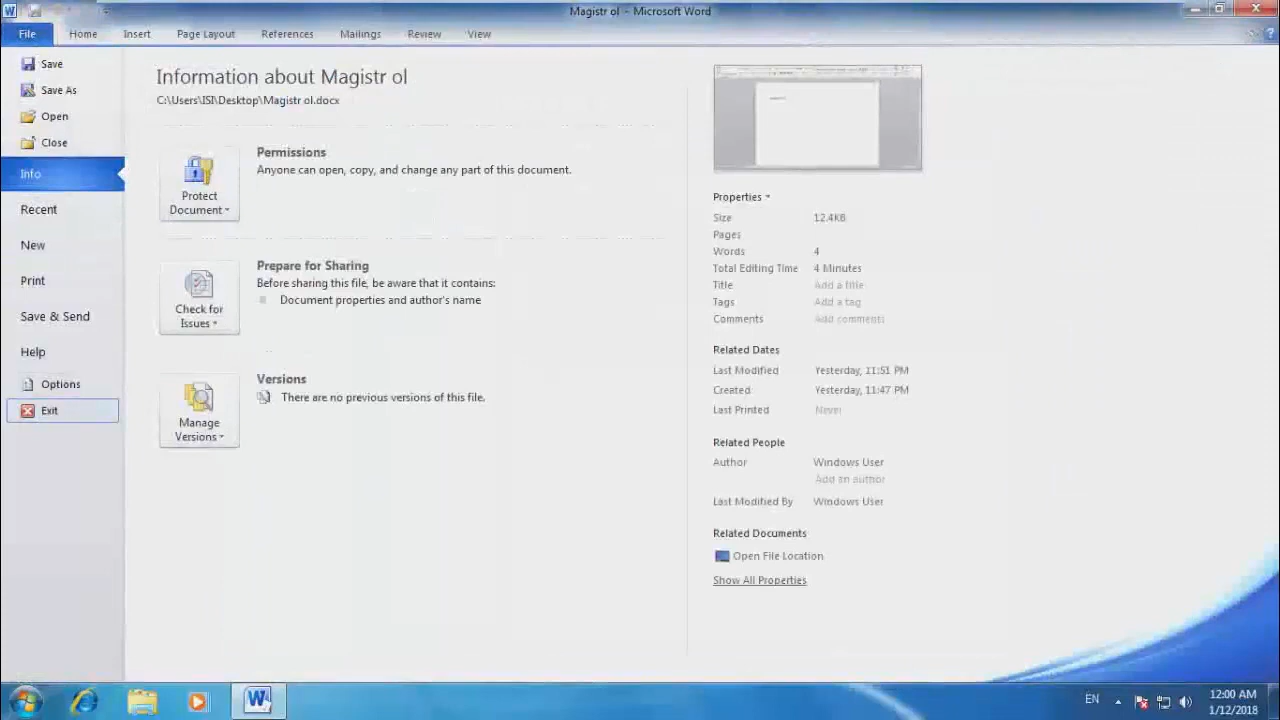 Magistr ol - Microsoft Word
File Home Insert Page Layout References Mailings Review View
Save
Save As
Open
Close
Info
Recent
New
Print
Save & Send
Help
Options
Exit
Information about Magistr ol
C:\Users\ISI\Desktop\Magistr ol.docx
Protect
Document
Permissions
Anyone can open, copy, and change any part of this document.
Check for
Issues
Prepare for Sharing
Before sharing this file, be aware that it contains:
Document properties and author's name
Manage
Versions
Versions
There are no previous versions of this file.
Properties
Size 12.4KB
Pages
Words 4
Total Editing Time 4 Minutes
Title Add a title
Tags Add a tag
Comments Add comments
Related Dates
Last Modified Yesterday, 11:51 PM
Created Yesterday, 11:47 PM
Last Printed Never
Related People
Author Windows User
Add an author
Last Modified By Windows User
Related Documents
Open File Location
Show All Properties
EN
12:00 AM
1/12/2018